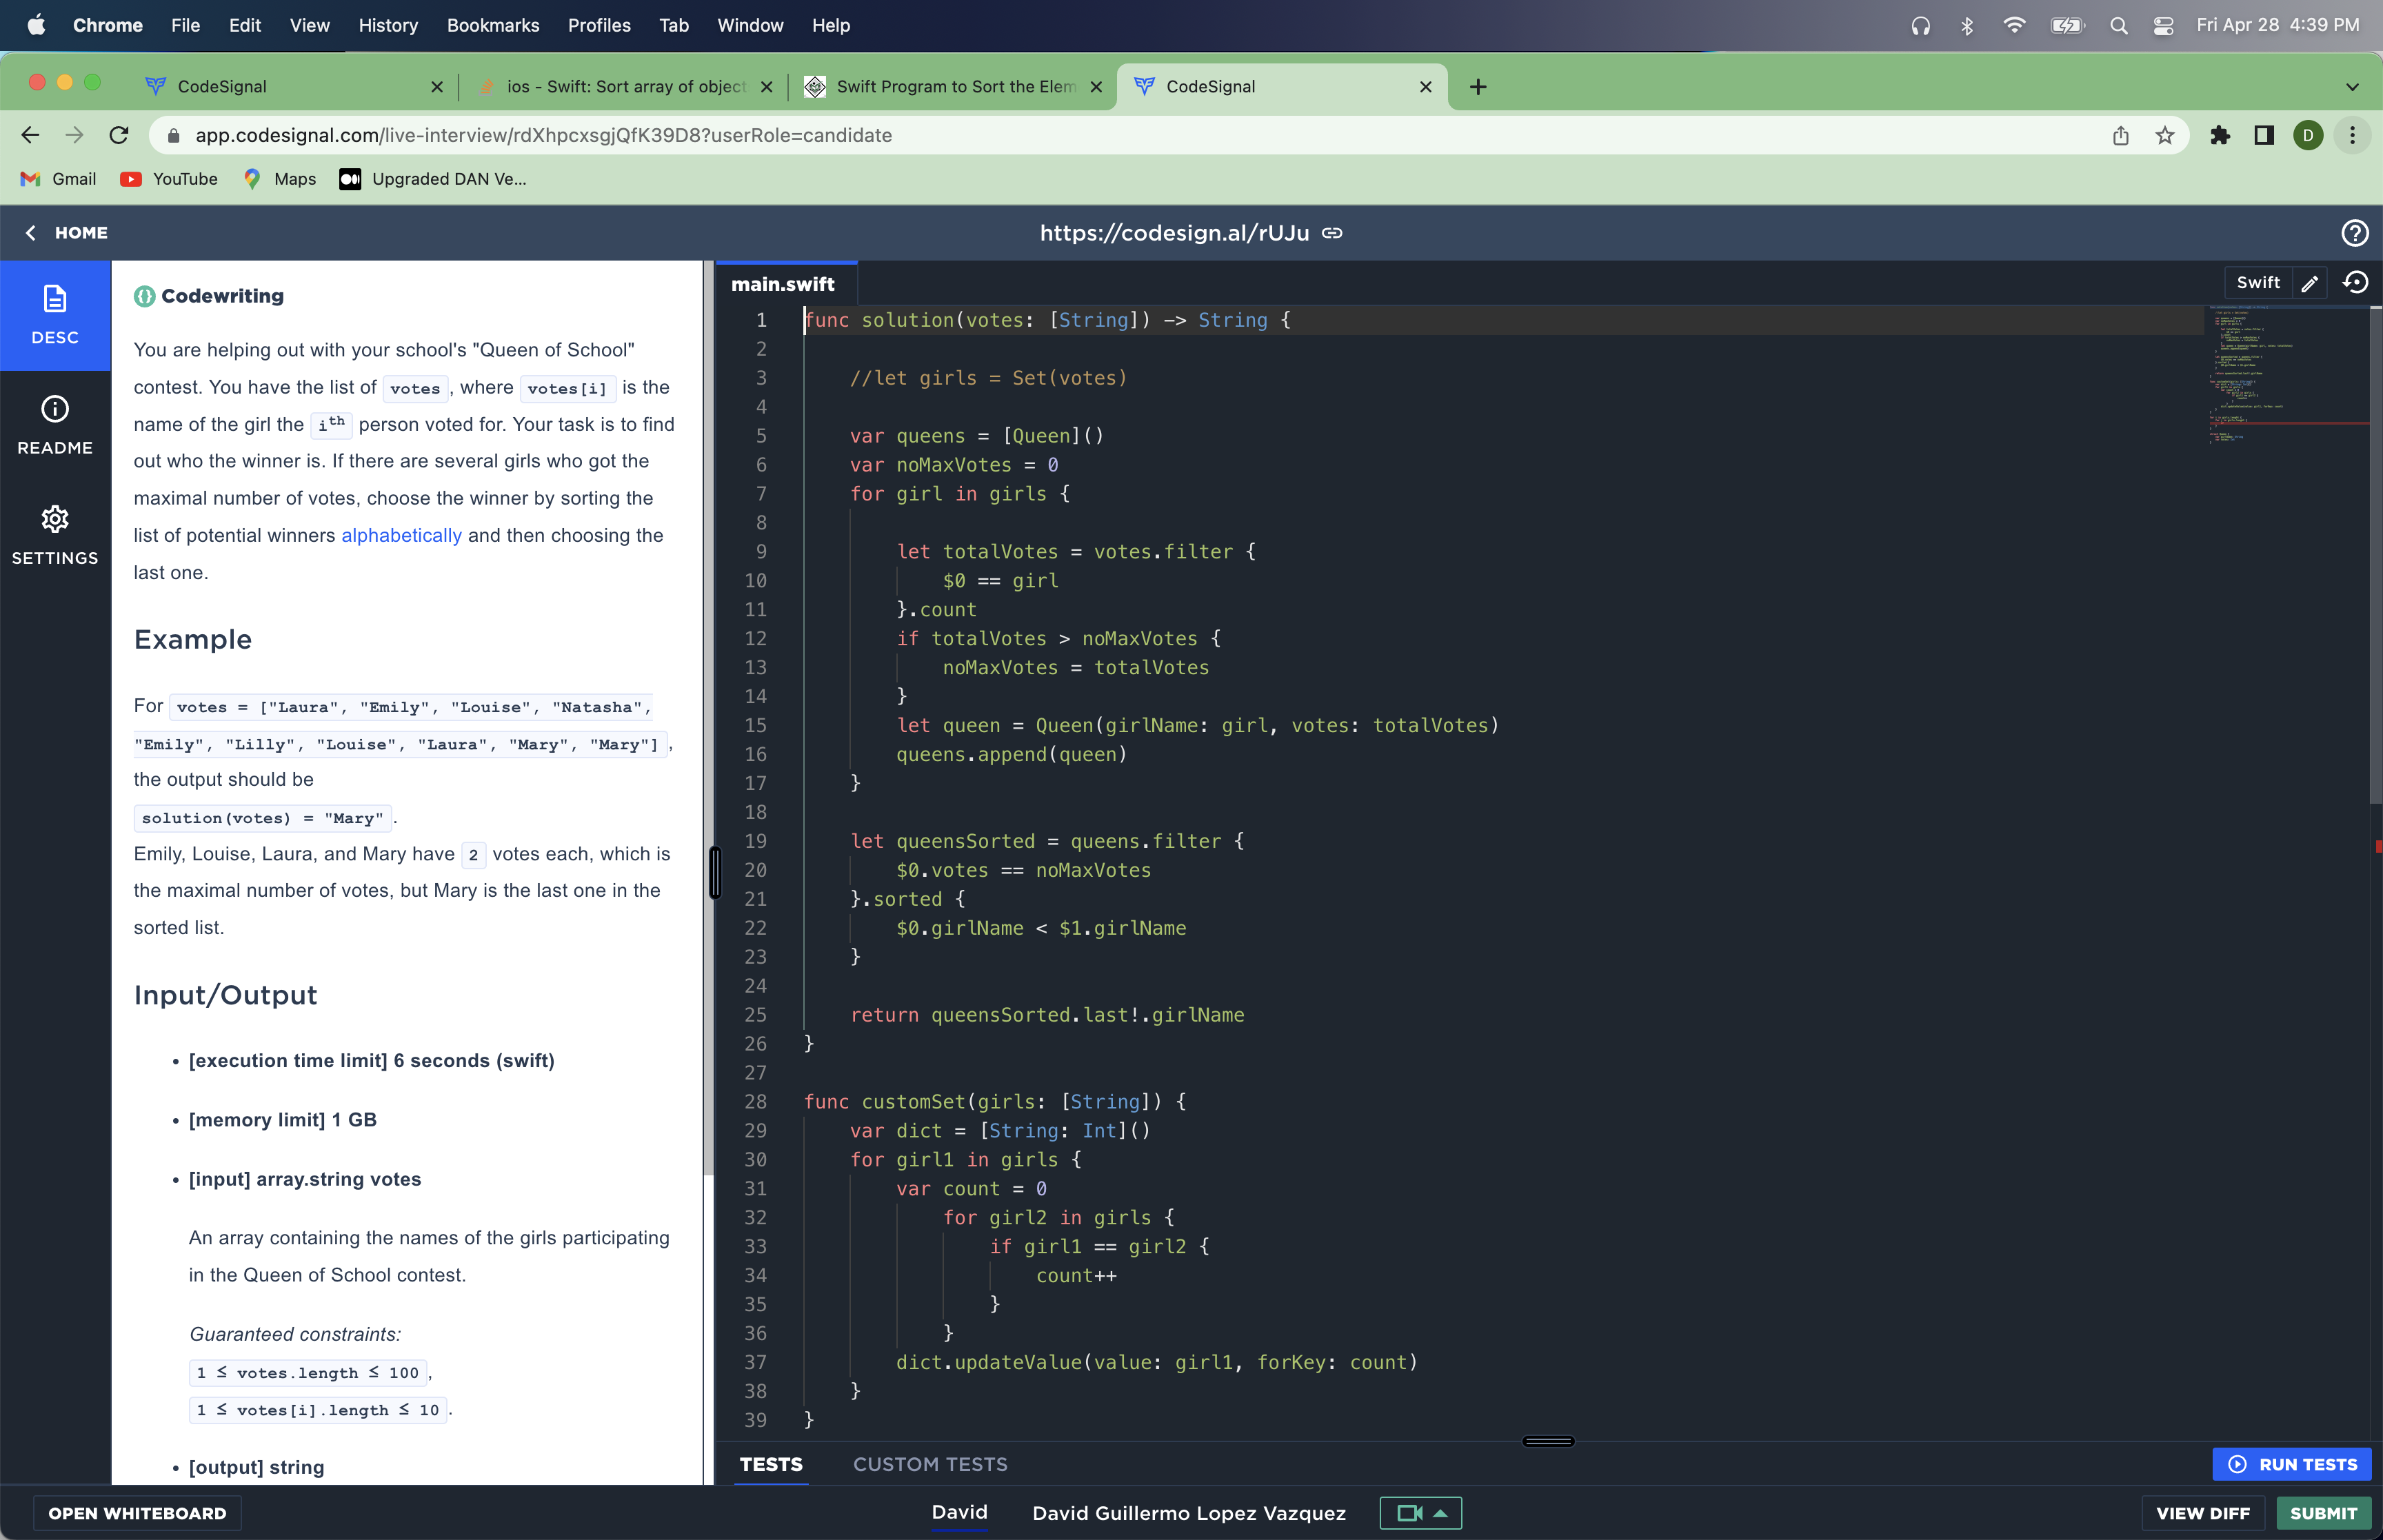 Chrome File Edit View History Bookmarks Profiles Tab Window Help Fri Apr 28 4:39 PM
CodeSignal ios - Swift: Sort array of object Swift Program to Sort the Elem CodeSignal
app.codesignal.com/live-interview/rdXhpcxsgjQfK39D8?userRole=candidate D
Gmail YouTube Maps Upgraded DAN Ve...
HOME https://codesign.al/rUJu
DESC
README
SETTINGS
Codewriting
You are helping out with your school's "Queen of School"
contest. You have the list of votes, where votes[i] is the
name of the girl the ith person voted for. Your task is to find
out who the winner is. If there are several girls who got the
maximal number of votes, choose the winner by sorting the
list of potential winners alphabetically and then choosing the
last one.
Example
For votes = ["Laura", "Emily", "Louise", "Natasha",
"Emily", "Lilly", "Louise", "Laura", "Mary", "Mary"],
the output should be
solution(votes) = "Mary".
Emily, Louise, Laura, and Mary have 2 votes each, which is
the maximal number of votes, but Mary is the last one in the
sorted list.
Input/Output
• [execution time limit] 6 seconds (swift)
• [memory limit] 1 GB
• [input] array.string votes
An array containing the names of the girls participating
in the Queen of School contest.
Guaranteed constraints:
1 ≤ votes.length ≤ 100,
1 ≤ votes[i].length ≤ 10.
• [output] string
main.swift Swift
1 func solution(votes: [String]) -> String {
2
3 //let girls = Set(votes)
4
5 var queens = [Queen]()
6 var noMaxVotes = 0
7 for girl in girls {
8
9 let totalVotes = votes.filter {
10 $0 == girl
11 }.count
12 if totalVotes > noMaxVotes {
13 noMaxVotes = totalVotes
14 }
15 let queen = Queen(girlName: girl, votes: totalVotes)
16 queens.append(queen)
17 }
18
19 let queensSorted = queens.filter {
20 $0.votes == noMaxVotes
21 }.sorted {
22 $0.girlName < $1.girlName
23 }
24
25 return queensSorted.last!.girlName
26 }
27
28 func customSet(girls: [String]) {
29 var dict = [String: Int]()
30 for girl1 in girls {
31 var count = 0
32 for girl2 in girls {
33 if girl1 == girl2 {
34 count++
35 }
36 }
37 dict.updateValue(value: girl1, forKey: count)
38 }
39 }
TESTS CUSTOM TESTS RUN TESTS
OPEN WHITEBOARD David David Guillermo Lopez Vazquez VIEW DIFF SUBMIT